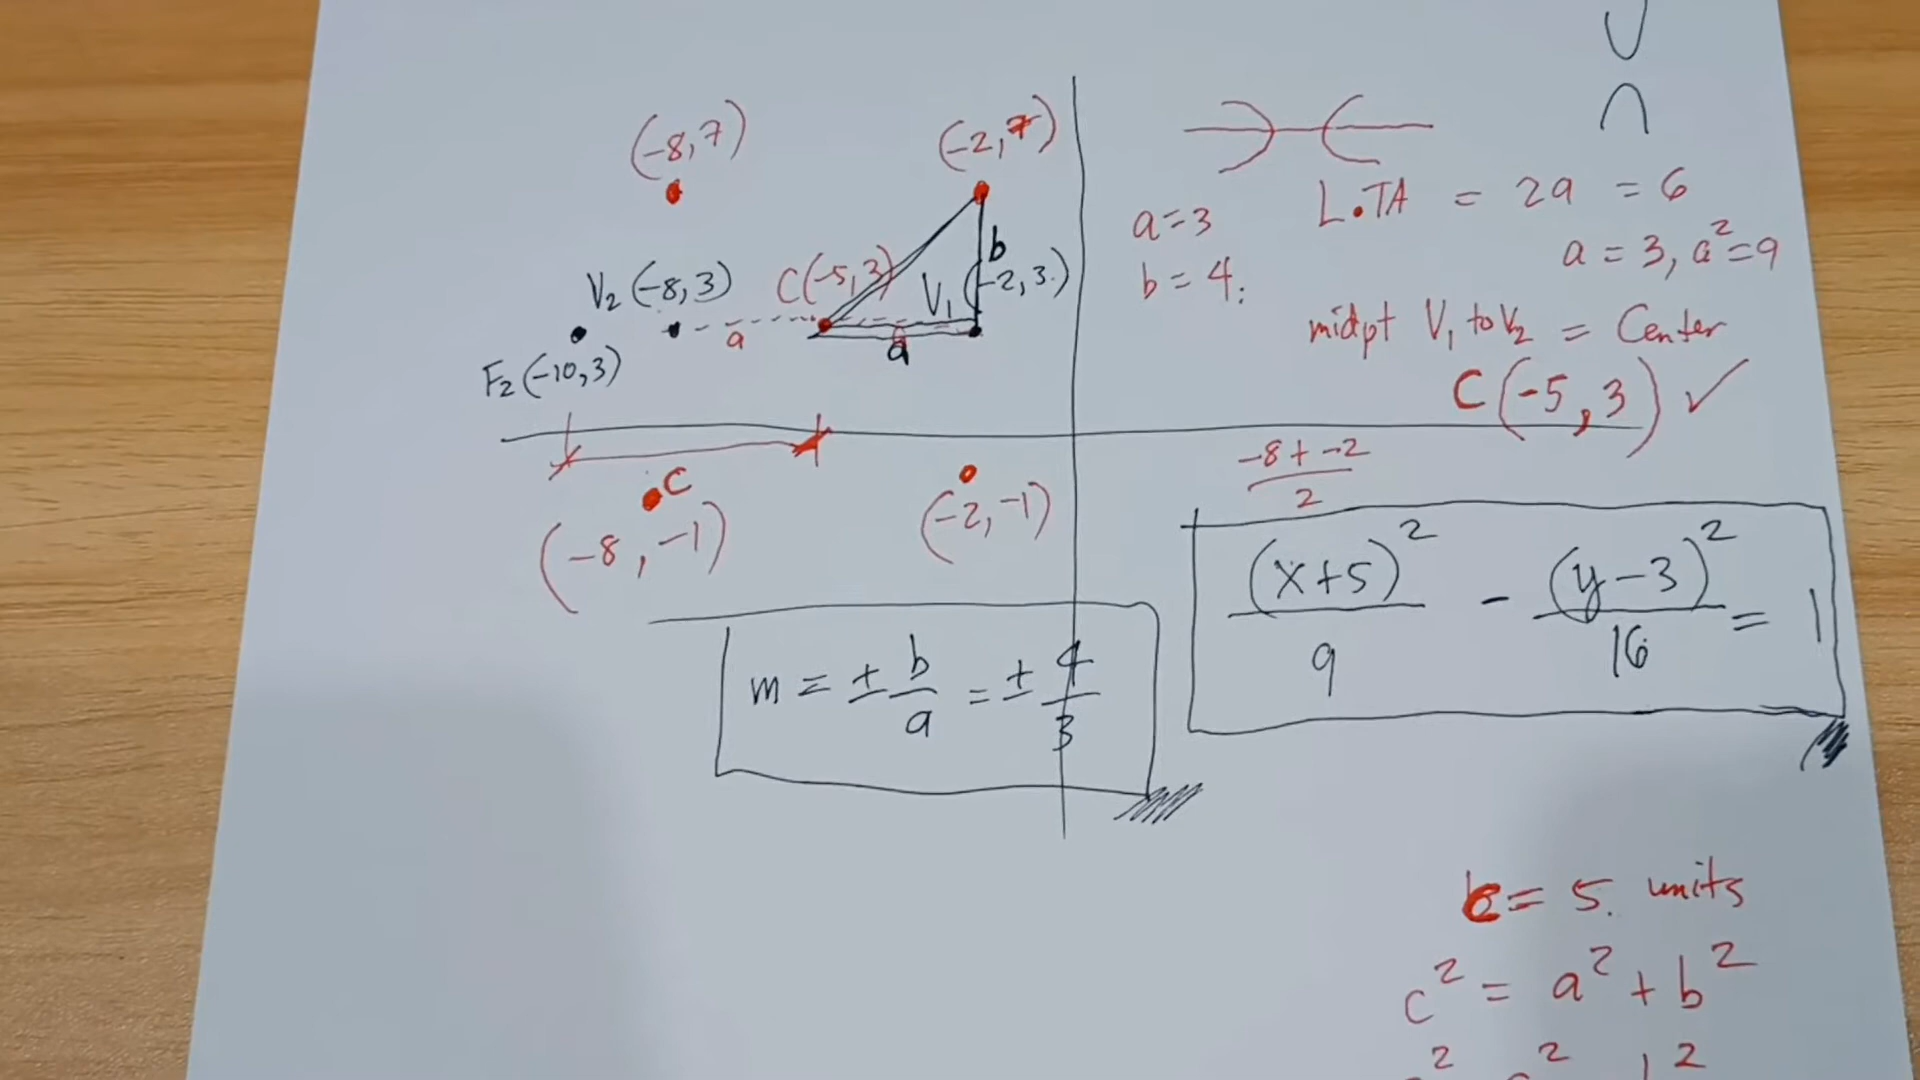 (-8,7)
(-2,7)
V₂(-8,3)
C(-5,3)
V₁(-2,3)
b
a
a
F₂(-10,3)
C
(-8,-1)
(-2,-1)
m = ± b/a = ± 4/3
a=3
b=4
L.TA = 2a = 6
a = 3, a²=9
midpt V₁ to V₂ = Center
C(-5,3) ✓
-8+-2/2
(x+5)²/9 - (y-3)²/16 = 1
c = 5 units
c² = a² + b²